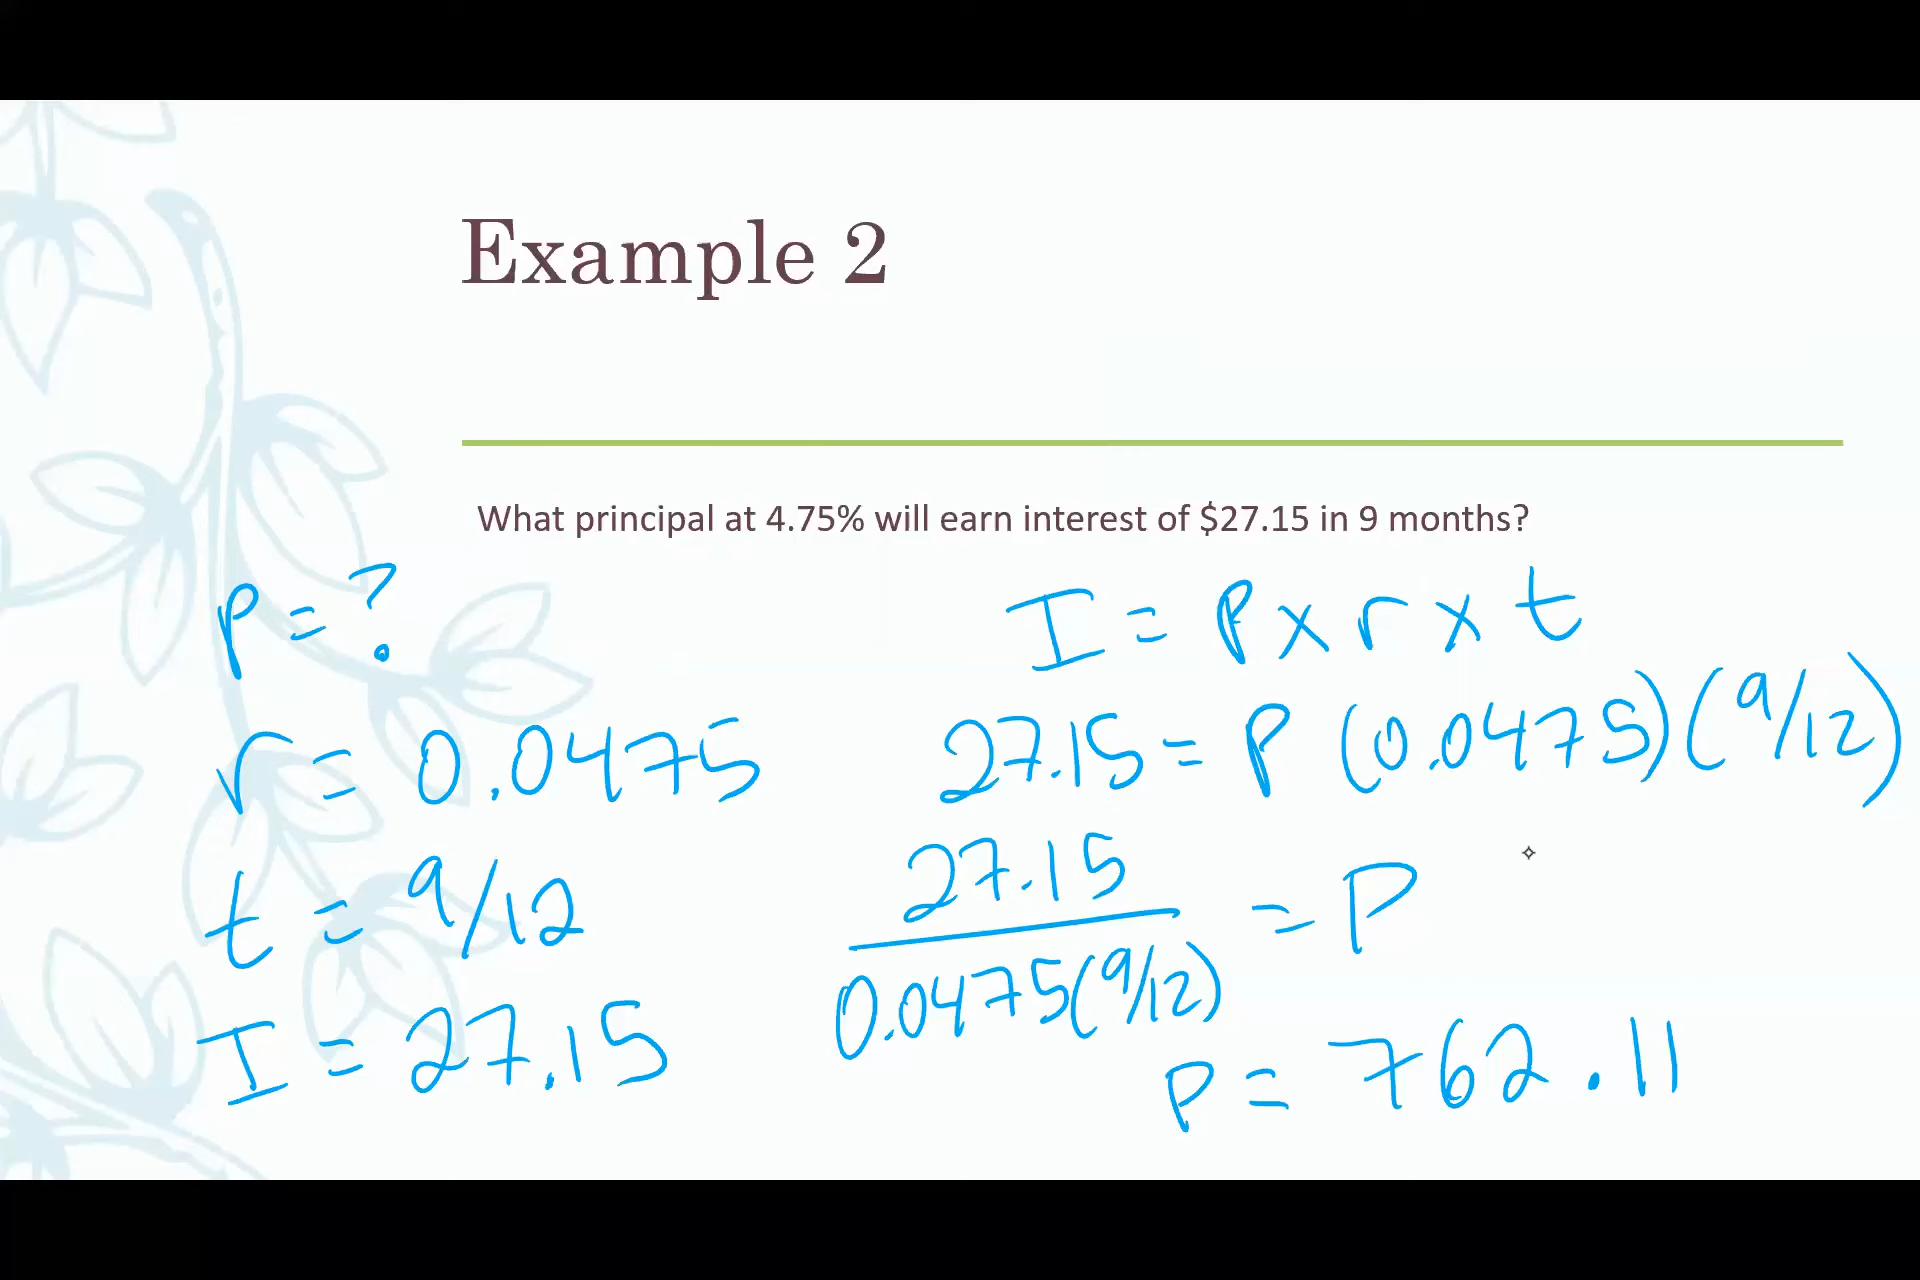 Example 2
What principal at 4.75% will earn interest of $27.15 in 9 months?
P = ?
r = 0.0475
t = 9/12
I = 27.15
I = P x r x t
27.15 = P (0.0475)(9/12)
27.15
0.0475(9/12)
= P
P = 762.11